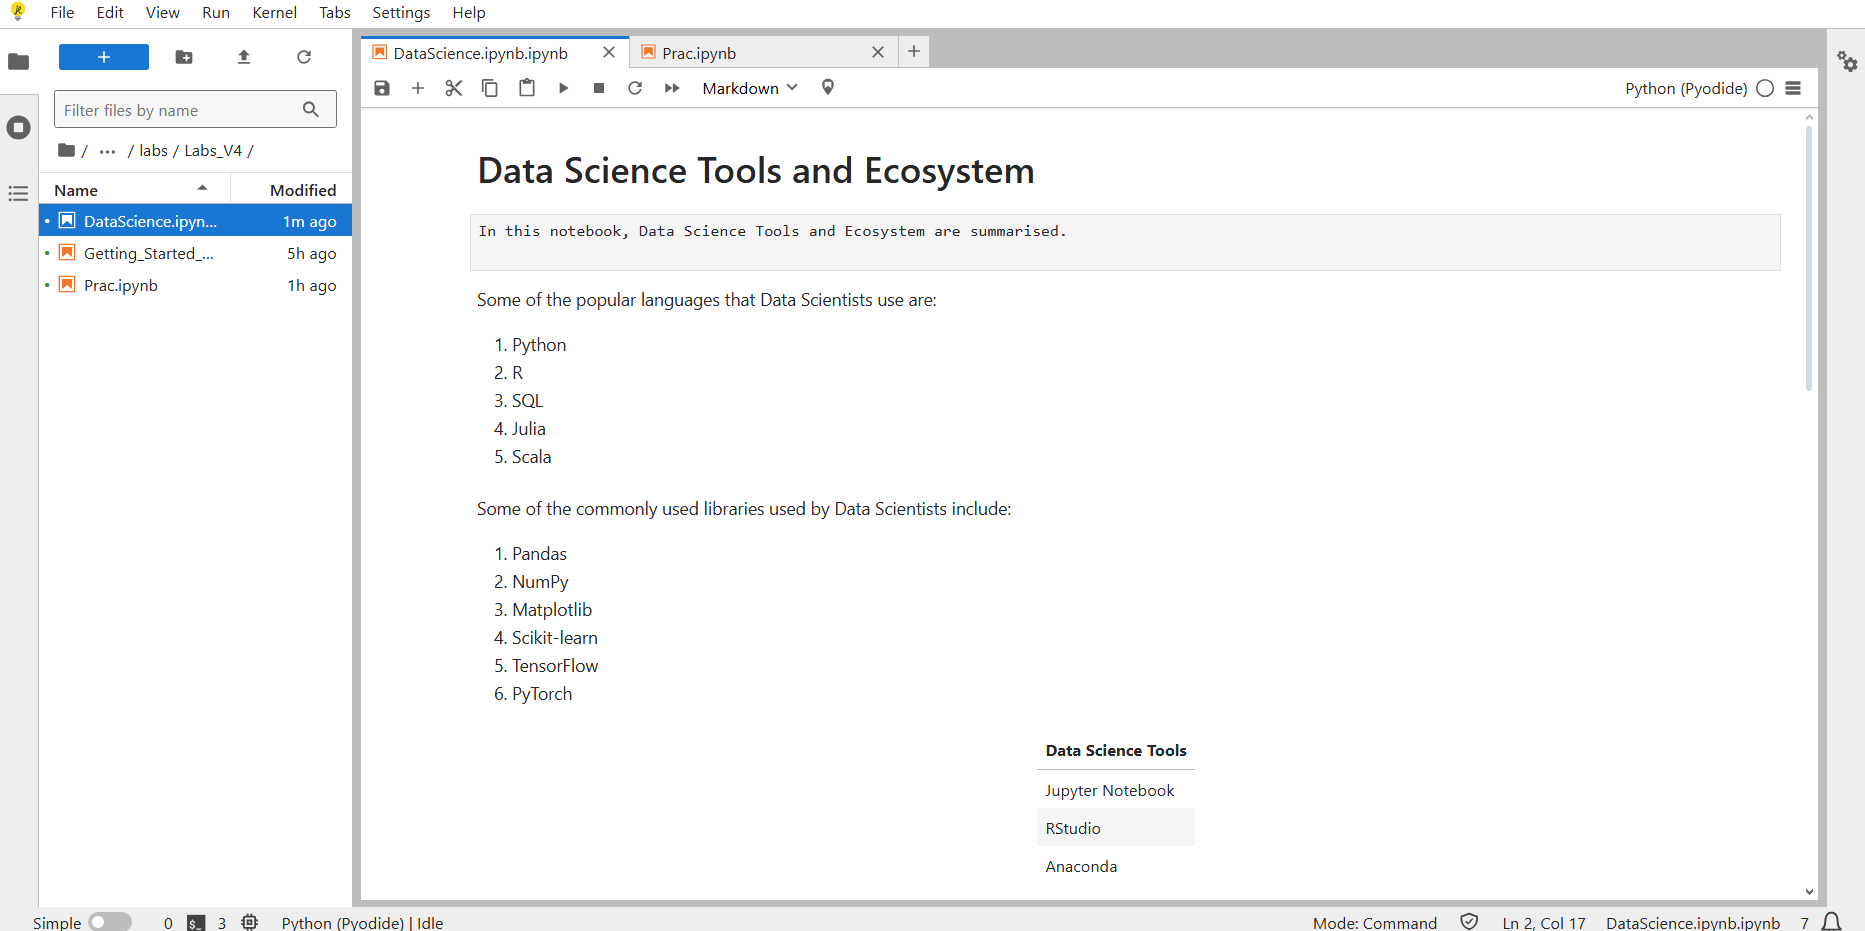 File Edit View Run Kernel Tabs Settings Help
+
Filter files by name
/ ··· / labs / Labs_V4 /
Name Modified
DataScience.ipyn... 1m ago
Getting_Started_... 5h ago
Prac.ipynb 1h ago
DataScience.ipynb.ipynb
Prac.ipynb
Markdown
Python (Pyodide)
Data Science Tools and Ecosystem
In this notebook, Data Science Tools and Ecosystem are summarised.
Some of the popular languages that Data Scientists use are:
1. Python
2. R
3. SQL
4. Julia
5. Scala
Some of the commonly used libraries used by Data Scientists include:
1. Pandas
2. NumPy
3. Matplotlib
4. Scikit-learn
5. TensorFlow
6. PyTorch
Data Science Tools
Jupyter Notebook
RStudio
Anaconda
Simple 0 $_ 3 Python (Pyodide) | Idle Mode: Command Ln 2, Col 17 DataScience.ipynb.ipynb 7